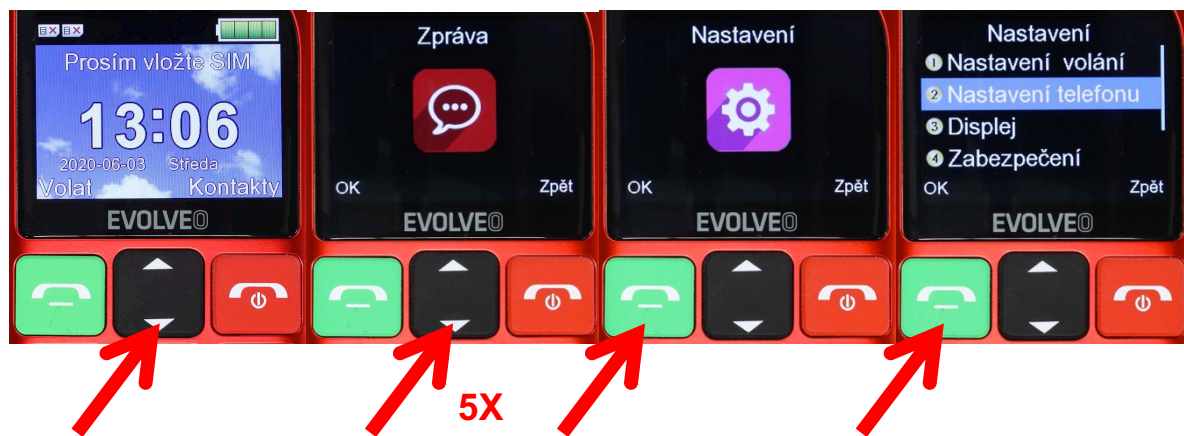 Prosím vložte SIM
13:06
2020-06-03 Středa
Volat Kontakty
EVOLVEO
Zpráva
OK Zpět
EVOLVEO
5X
Nastavení
OK Zpět
EVOLVEO
Nastavení
1 Nastavení volání
2 Nastavení telefonu
3 Displej
4 Zabezpečení
OK Zpět
EVOLVEO